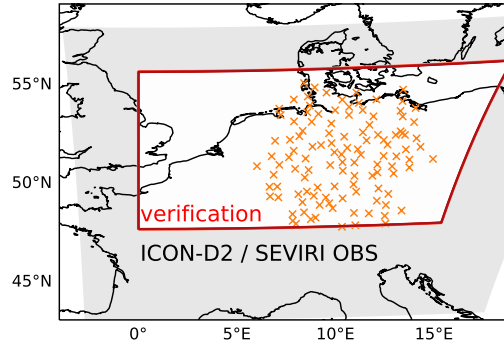 55°N
50°N
45°N
verification
ICON-D2 / SEVIRI OBS
0°
5°E
10°E
15°E